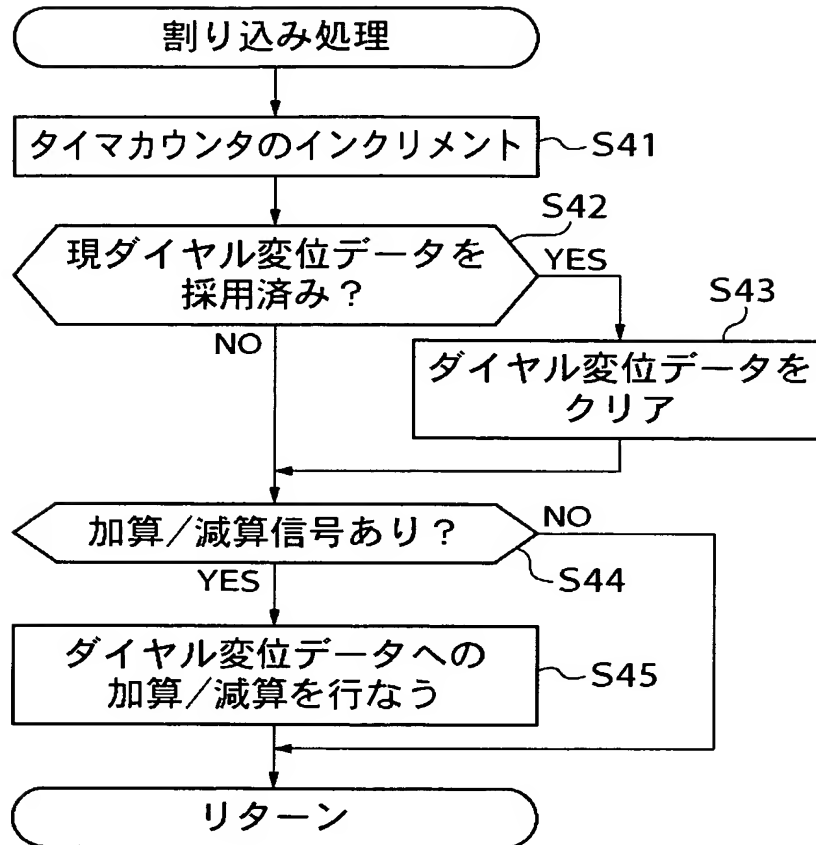 割り込み処理
タイマカウンタのインクリメント
S41
S42
現ダイヤル変位データを
採用済み？
YES
NO
S43
ダイヤル変位データを
クリア
加算／減算信号あり？
NO
YES
S44
ダイヤル変位データへの
加算／減算を行なう
S45
リターン